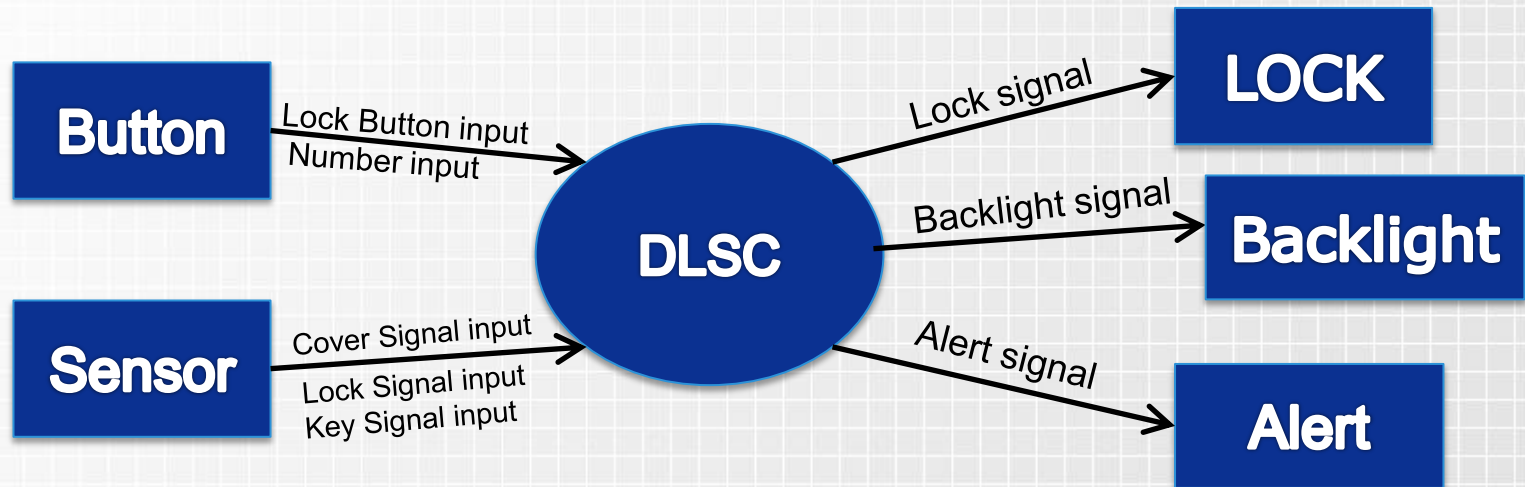 Button
Lock Button input
Number input
Sensor
Cover Signal input
Lock Signal input
Key Signal input
DLSC
Lock signal
LOCK
Backlight signal
Backlight
Alert signal
Alert